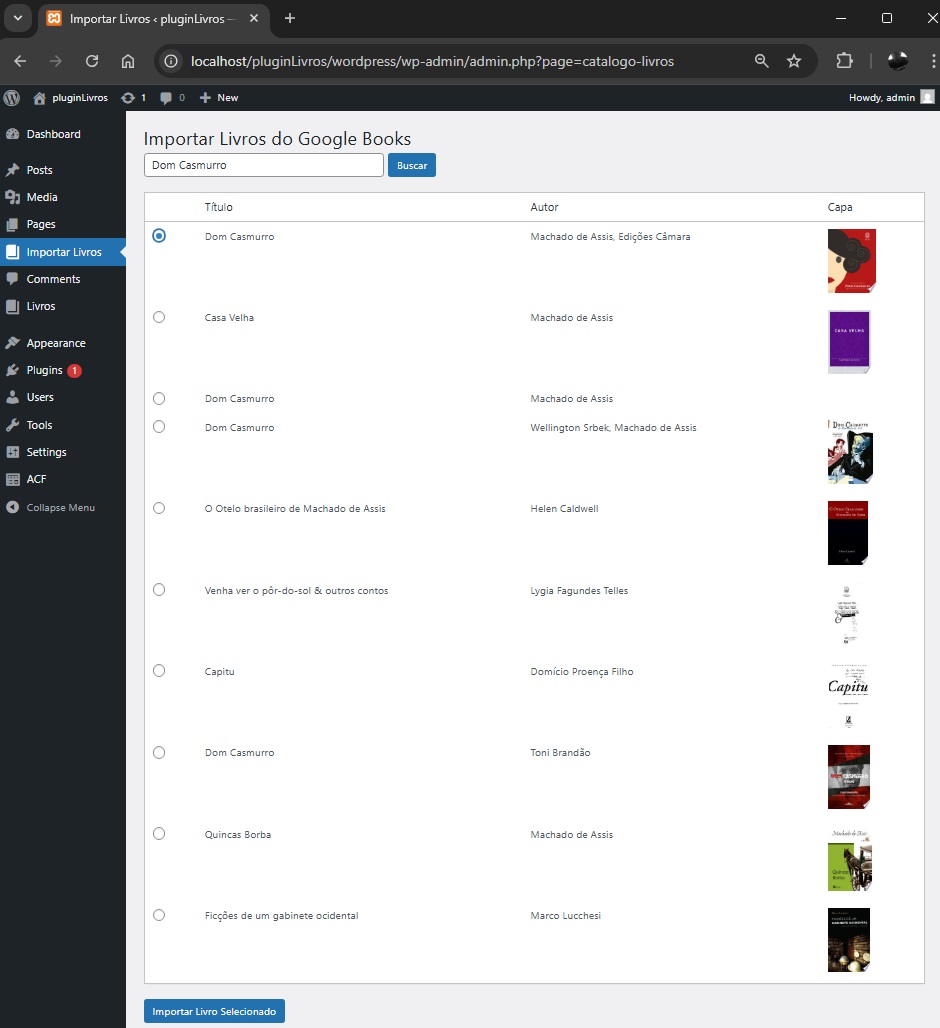 Importar Livros ‹ pluginLivros —
localhost/pluginLivros/wordpress/wp-admin/admin.php?page=catalogo-livros
pluginLivros 1 0 New Howdy, admin
Dashboard
Posts
Media
Pages
Importar Livros
Comments
Livros
Appearance
Plugins 1
Users
Tools
Settings
ACF
Collapse Menu
Importar Livros do Google Books
Dom Casmurro Buscar
Título Autor Capa
Dom Casmurro Machado de Assis, Edições Câmara
Casa Velha Machado de Assis
CASA VELHA
Dom Casmurro Machado de Assis
Dom Casmurro Wellington Srbek, Machado de Assis
DOM CASMURRO
O Otelo brasileiro de Machado de Assis Helen Caldwell
Venha ver o pôr-do-sol & outros contos Lygia Fagundes Telles
Capitu Domício Proença Filho
Capitu
Dom Casmurro Toni Brandão
Quincas Borba Machado de Assis
Machado de Assis
Quincas
Borba
Ficções de um gabinete ocidental Marco Lucchesi
Importar Livro Selecionado